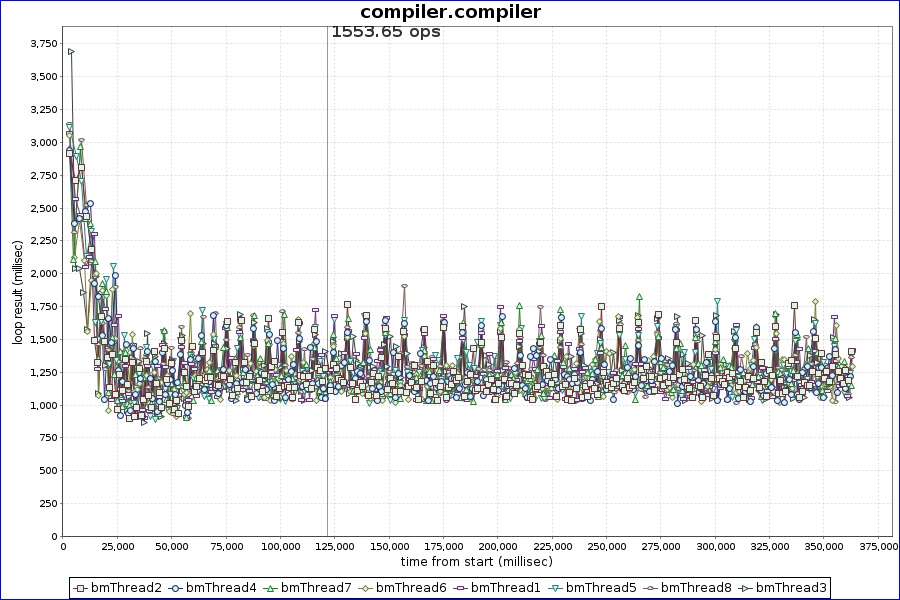 compiler.compiler
1553.65 ops
3,750
3,500
3,250
3,000
2,750
2,500
2,250
2,000
1,750
1,500
1,250
1,000
750
500
250
0
loop result (millisec)
0 25,000 50,000 75,000 100,000 125,000 150,000 175,000 200,000 225,000 250,000 275,000 300,000 325,000 350,000 375,000
time from start (millisec)
bmThread2 bmThread4 bmThread7 bmThread6 bmThread1 bmThread5 bmThread8 bmThread3